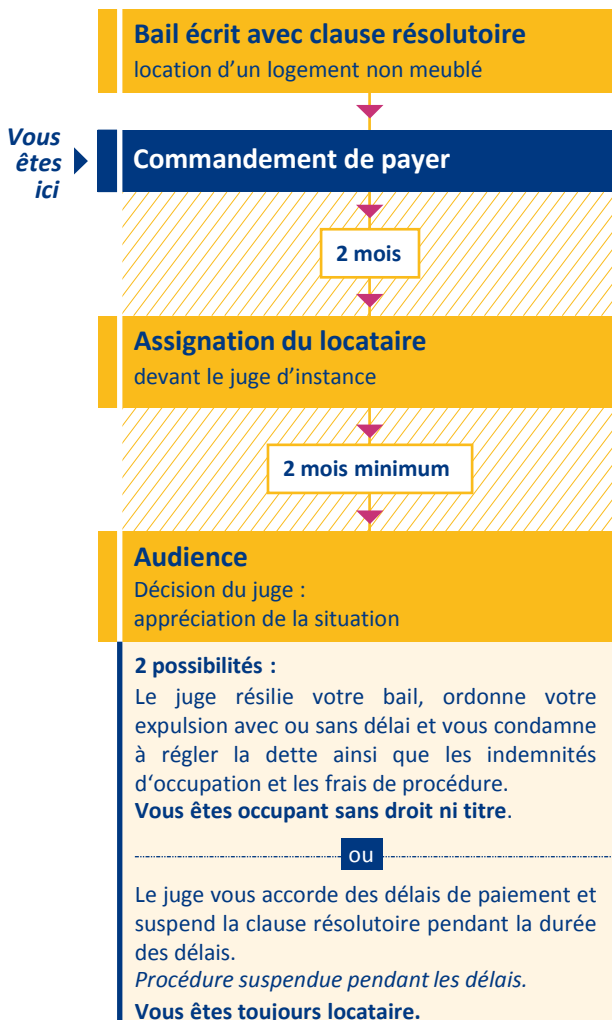 Bail écrit avec clause résolutoire
location d’un logement non meublé
Vous
êtes
ici
Commandement de payer
2 mois
Assignation du locataire
devant le juge d’instance
2 mois minimum
Audience
Décision du juge :
appréciation de la situation
2 possibilités :
Le juge résilie votre bail, ordonne votre
expulsion avec ou sans délai et vous condamne
à régler la dette ainsi que les indemnités
d‘occupation et les frais de procédure.
Vous êtes occupant sans droit ni titre.
ou
Le juge vous accorde des délais de paiement et
suspend la clause résolutoire pendant la durée
des délais.
Procédure suspendue pendant les délais.
Vous êtes toujours locataire.